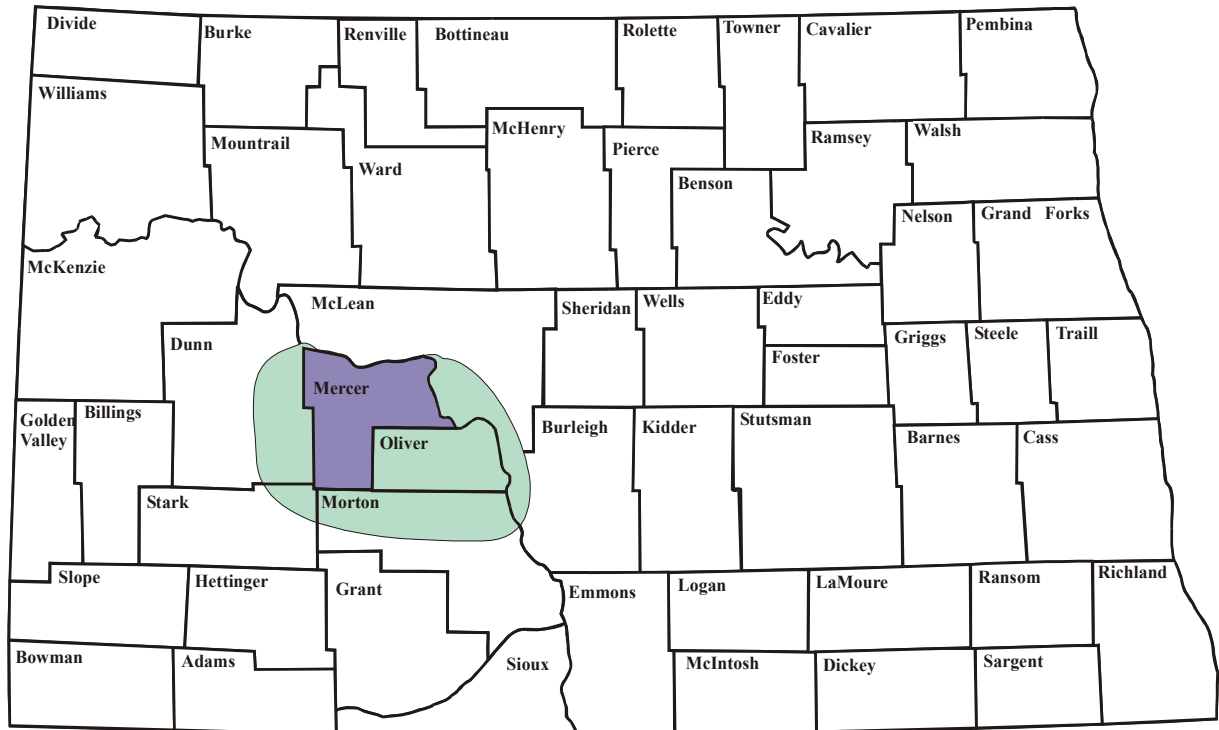 Divide
Burke
Renville
Bottineau
Rolette
Towner
Cavalier
Pembina
Williams
Mountrail
Ward
McHenry
Pierce
Benson
Ramsey
Walsh
Nelson
Grand Forks
McKenzie
McLean
Sheridan
Wells
Eddy
Dunn
Foster
Griggs
Steele
Traill
Mercer
Golden
Valley
Billings
Oliver
Burleigh
Kidder
Stutsman
Barnes
Cass
Stark
Morton
Slope
Hettinger
Grant
Emmons
Logan
LaMoure
Ransom
Richland
Bowman
Adams
Sioux
McIntosh
Dickey
Sargent